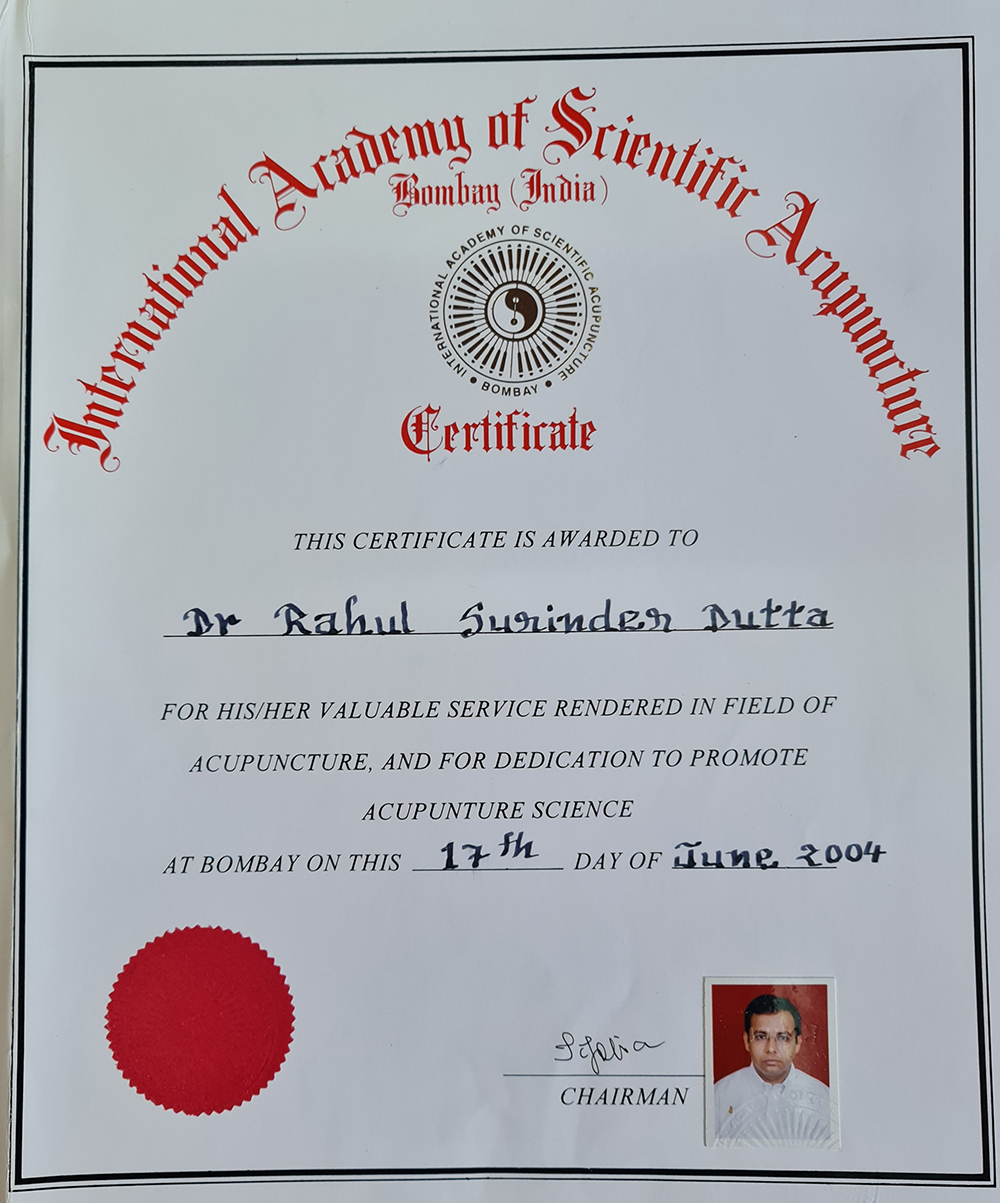 International Academy of Scientific Acupuncture
Bombay (India)
INTERNATIONAL ACADEMY OF SCIENTIFIC ACUPUNCTURE
BOMBAY
Certificate
THIS CERTIFICATE IS AWARDED TO
Dr Rahul Surinder Dutta
FOR HIS/HER VALUABLE SERVICE RENDERED IN FIELD OF
ACUPUNCTURE, AND FOR DEDICATION TO PROMOTE
ACUPUNTURE SCIENCE
AT BOMBAY ON THIS 17th DAY OF June 2004
CHAIRMAN